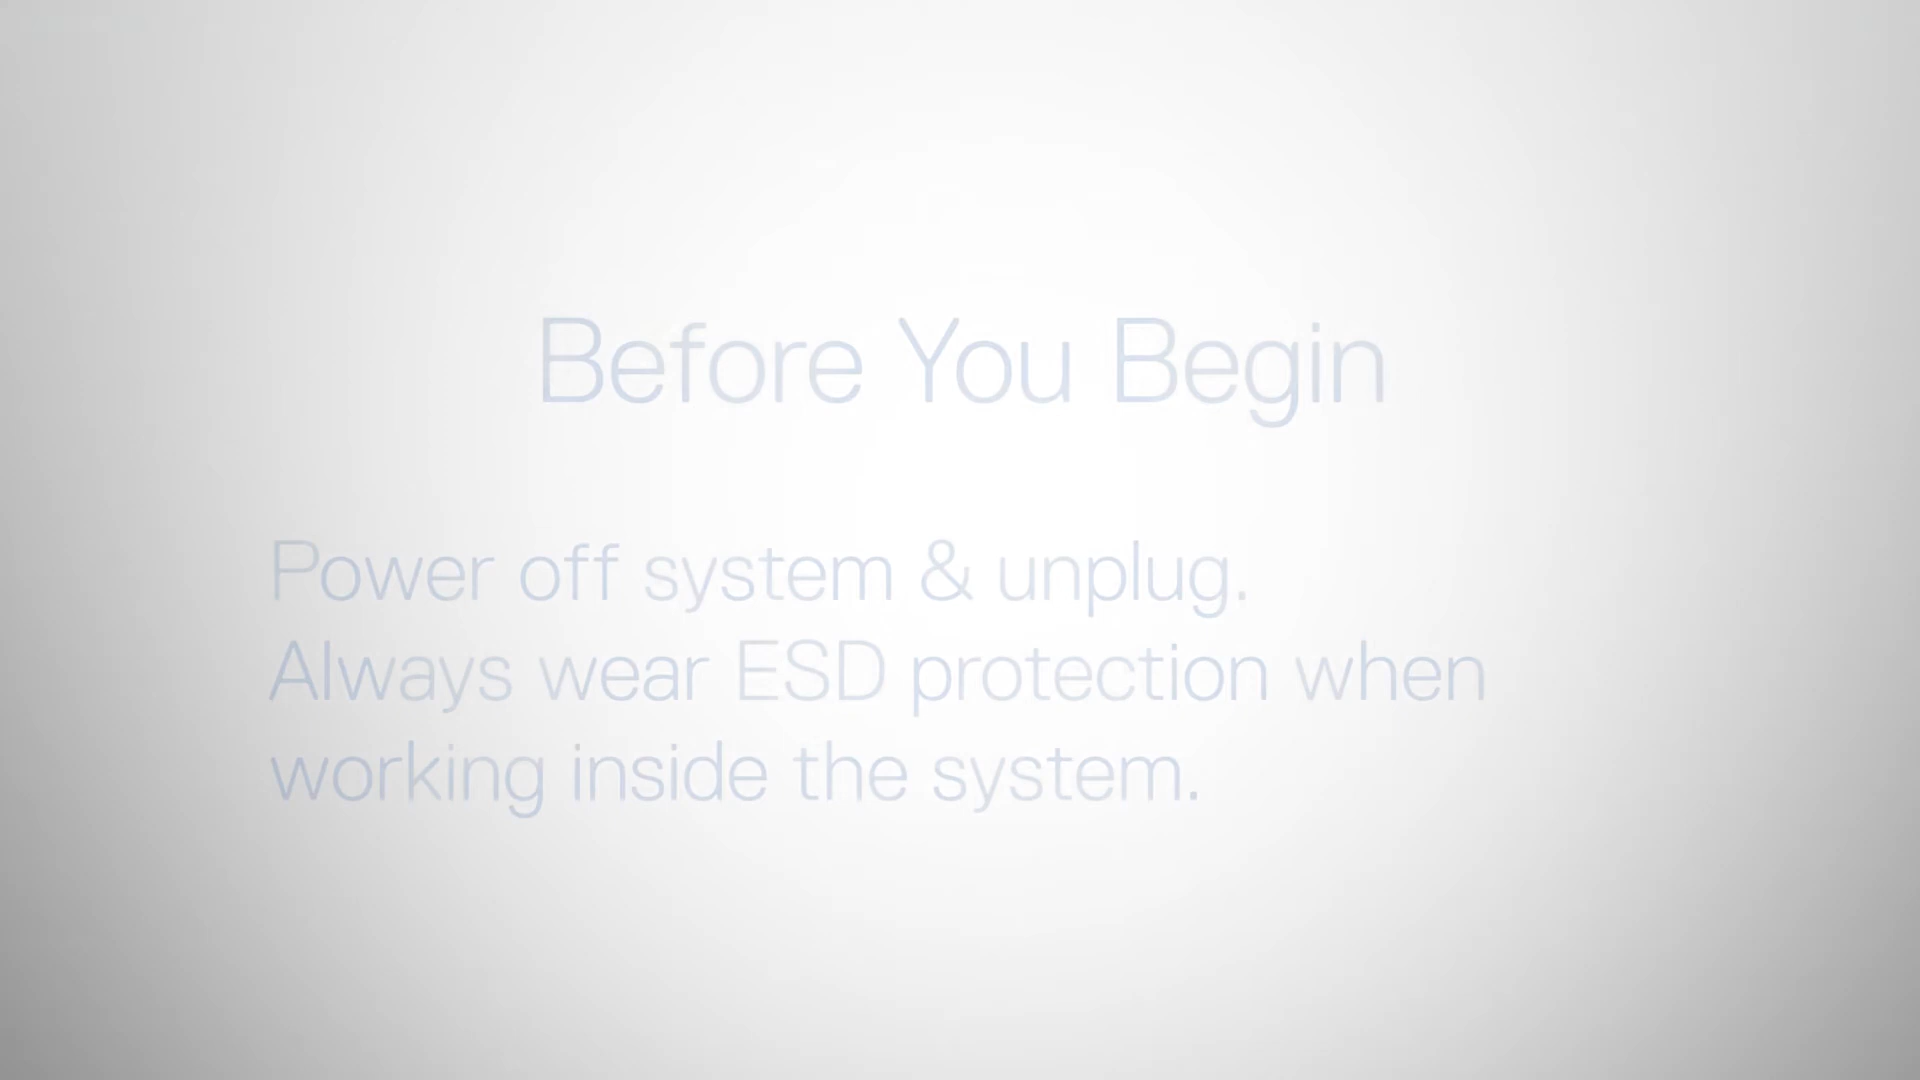 Before You Begin
Power off system & unplug.
Always wear ESD protection when
working inside the system.